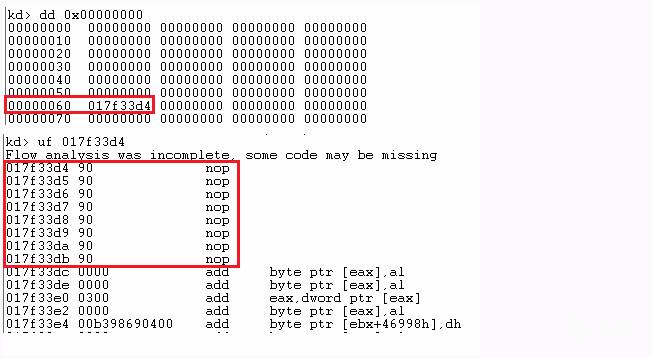 kd> dd 0x00000000
00000000 00000000 00000000 00000000 00000000
00000010 00000000 00000000 00000000 00000000
00000020 00000000 00000000 00000000 00000000
00000030 00000000 00000000 00000000 00000000
00000040 00000000 00000000 00000000 00000000
00000050 00000000 00000000 00000000 00000000
00000060 017f33d4 00000000 00000000 00000000
00000070 00000000 00000000 00000000 00000000
kd> uf 017f33d4
Flow analysis was incomplete, some code may be missing
017f33d4 90 nop
017f33d5 90 nop
017f33d6 90 nop
017f33d7 90 nop
017f33d8 90 nop
017f33d9 90 nop
017f33da 90 nop
017f33db 90 nop
017f33dc 0000 add byte ptr [eax],al
017f33de 0000 add byte ptr [eax],al
017f33e0 0300 add eax,dword ptr [eax]
017f33e2 0000 add byte ptr [eax],al
017f33e4 00b398690400 add byte ptr [ebx+46998h],dh